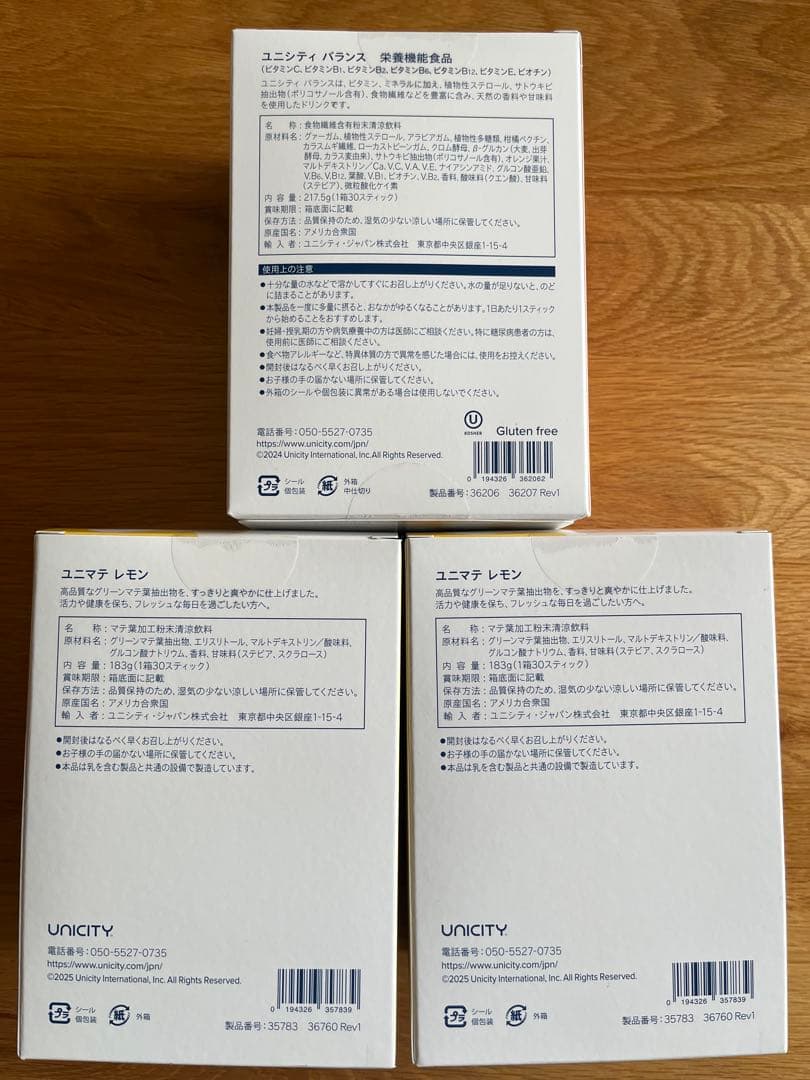 ユニシティ バランス 栄養機能食品
(ビタミンC、ビタミンB1、ビタミンB2、ビタミンB6、ビタミンB12、ビタミンE、ビオチン)
ユニシティ バランスは、ビタミン、ミネラルに加え、植物性ステロール、サトウキビ
抽出物(ポリコサノール含有)、食物繊維などを豊富に含み、天然の香料や甘味料
を使用したドリンクです。
名 称:食物繊維含有粉末清涼飲料
原材料名:グァーガム、植物性ステロール、アラビアガム、植物性多糖類、柑橘ペクチン、
カラスムギ繊維、ローカストビーンガム、クロム酵母、β-グルカン(大麦、出芽
酵母、カラス麦由来)、サトウキビ抽出物(ポリコサノール含有)、オレンジ果汁、
マルトデキストリン/Ca、V.C、V.A、V.E、ナイアシンアミド、グルコン酸亜鉛、
V.B6、V.B12、葉酸、V.B1、ビオチン、V.B2、香料、酸味料(クエン酸)、甘味料
(ステビア)、微粒酸化ケイ素
内 容 量:217.5g(1箱30スティック)
賞味期限:箱底面に記載
保存方法:品質保持のため、湿気の少ない涼しい場所に保管してください。
原産国名:アメリカ合衆国
輸 入 者:ユニシティ・ジャパン株式会社 東京都中央区銀座1-15-4
使用上の注意
●十分な量の水などで溶かしてすぐにお召し上がりください。水の量が足りないと、のど
に詰まることがあります。
●本製品を一度に多量に摂ると、おなかがゆるくなることがあります。1日あたり1スティック
から始めることをおすすめします。
●妊婦・授乳期の方や病気療養中の方は医師にご相談ください。特に糖尿病患者の方は、
使用前に医師にご相談ください。
●食べ物アレルギーなど、特異体質の方で異常を感じた場合には、使用をお控えください。
●開封後はなるべく早くお召し上がりください。
●お子様の手の届かない場所に保管してください。
●外箱のシールや個包装に異常がある場合は使用しないでください。
U
KOSHER
Gluten free
電話番号:050-5527-0735
https://www.unicity.com/jpn/
©2024 Unicity International, Inc. All Rights Reserved.
0 194326 362062
プラ シール
個包装
紙 外箱
中仕切り
製品番号:36206 36207 Rev1
ユニマテ レモン
高品質なグリーンマテ葉抽出物を、すっきりと爽やかに仕上げました。
活力や健康を保ち、フレッシュな毎日を過ごしたい方へ。
名 称:マテ葉加工粉末清涼飲料
原材料名:グリーンマテ葉抽出物、エリスリトール、マルトデキストリン/酸味料、
グルコン酸ナトリウム、香料、甘味料(ステビア、スクラロース)
内 容 量:183g(1箱30スティック)
賞味期限:箱底面に記載
保存方法:品質保持のため、湿気の少ない涼しい場所に保管してください。
原産国名:アメリカ合衆国
輸 入 者:ユニシティ・ジャパン株式会社 東京都中央区銀座1-15-4
●開封後はなるべく早くお召し上がりください。
●お子様の手の届かない場所に保管してください。
●本品は乳を含む製品と共通の設備で製造しています。
UNICITY
電話番号:050-5527-0735
https://www.unicity.com/jpn/
©2025 Unicity International, Inc. All Rights Reserved.
0 194326 357839
プラ シール
個包装
紙 外箱
製品番号:35783 36760 Rev1
ユニマテ レモン
高品質なグリーンマテ葉抽出物を、すっきりと爽やかに仕上げました。
活力や健康を保ち、フレッシュな毎日を過ごしたい方へ。
名 称:マテ葉加工粉末清涼飲料
原材料名:グリーンマテ葉抽出物、エリスリトール、マルトデキストリン/酸味料、
グルコン酸ナトリウム、香料、甘味料(ステビア、スクラロース)
内 容 量:183g(1箱30スティック)
賞味期限:箱底面に記載
保存方法:品質保持のため、湿気の少ない涼しい場所に保管してください。
原産国名:アメリカ合衆国
輸 入 者:ユニシティ・ジャパン株式会社 東京都中央区銀座1-15-4
●開封後はなるべく早くお召し上がりください。
●お子様の手の届かない場所に保管してください。
●本品は乳を含む製品と共通の設備で製造しています。
UNICITY
電話番号:050-5527-0735
https://www.unicity.com/jpn/
©2025 Unicity International, Inc. All Rights Reserved.
0 194326 357839
プラ シール
個包装
紙 外箱
製品番号:35783 36760 Rev1